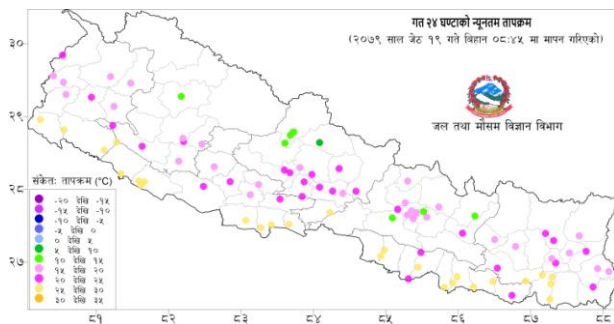 गत २४ घण्टाको न्यूनतम तापक्रम
(२०७९ साल जेठ १९ गते विहान ०८:४५ मा मापन गरिएको)
जल तथा मौसम विज्ञान विभाग
३०
२९
२८
२७
संकेत: तापक्रम (°C)
-२० देखि -१५
-१५ देखि -१०
-१० देखि -५
-५ देखि ०
० देखि ५
५ देखि १०
१० देखि १५
१५ देखि २०
२० देखि २५
२५ देखि ३०
३० देखि ३५
८१ ८२ ८३ ८४ ८५ ८६ ८७ ८८